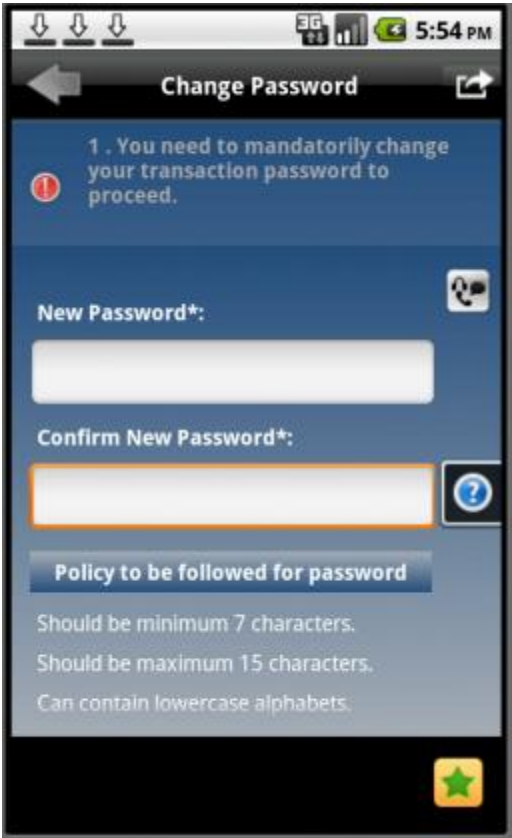 3G 5:54 PM
Change Password
1 . You need to mandatorily change
your transaction password to
proceed.
New Password*:
Confirm New Password*:
Policy to be followed for password
Should be minimum 7 characters.
Should be maximum 15 characters.
Can contain lowercase alphabets.